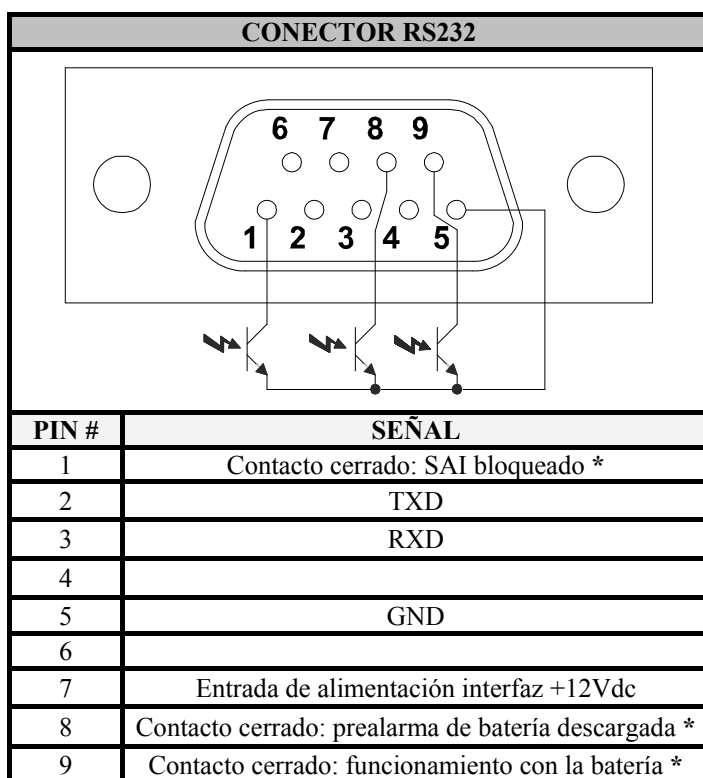 CONECTOR RS232
6 7 8 9
1 2 3 4 5
PIN # SEÑAL
1 Contacto cerrado: SAI bloqueado *
2 TXD
3 RXD
4
5 GND
6
7 Entrada de alimentación interfaz +12Vdc
8 Contacto cerrado: prealarma de batería descargada *
9 Contacto cerrado: funcionamiento con la batería *